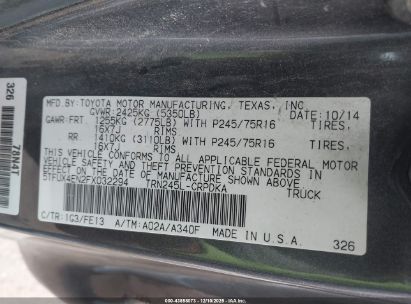 MFD.BY:TOYOTA MOTOR MANUFACTURING, TEXAS, INC.
GVWR:2425KG (5350LB) DATE:10/14
GAWR-FRT 1255KG (2775LB) WITH P245/75R16 TIRES,
16X7J RIMS
RR 1410KG (3110LB) WITH P245/75R16 TIRES,
16X7J RIMS
THIS VEHICLE CONFORMS TO ALL APPLICABLE FEDERAL MOTOR
VEHICLE SAFETY STANDARDS IN EFFECT ON THE DATE OF
MANUFACTURE SHOWN ABOVE.
5TFUX4EN2FX032294 TRN245L-CRPDKA TRUCK
C/TR:1G3/FE13 A/TM:A02A/A340F
MADE IN U.S.A. 326
326